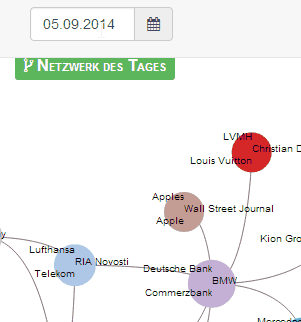 05.09.2014
Netzwerk des Tages
LVMH
Christian D
Louis Vuitton
Apples
Wall Street Journal
Apple
Kion Gro
y
Lufthansa
RIA Novosti
Telekom
Deutsche Bank
BMW
Commerzbank
Mercede